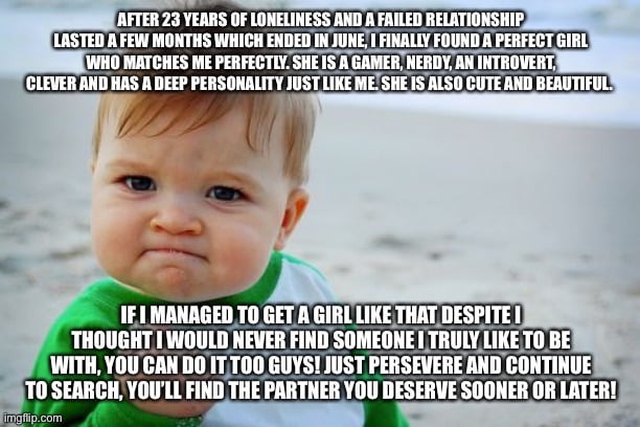 AFTER 23 YEARS OF LONELINESS AND A FAILED RELATIONSHIP
LASTED A FEW MONTHS WHICH ENDED IN JUNE, I FINALLY FOUND A PERFECT GIRL
WHO MATCHES ME PERFECTLY. SHE IS A GAMER, NERDY, AN INTROVERT,
CLEVER AND HAS A DEEP PERSONALITY JUST LIKE ME. SHE IS ALSO CUTE AND BEAUTIFUL.
IF I MANAGED TO GET A GIRL LIKE THAT DESPITE I
THOUGHT I WOULD NEVER FIND SOMEONE I TRULY LIKE TO BE
WITH, YOU CAN DO IT TOO GUYS! JUST PERSEVERE AND CONTINUE
TO SEARCH, YOU'LL FIND THE PARTNER YOU DESERVE SOONER OR LATER!
imgflip.com